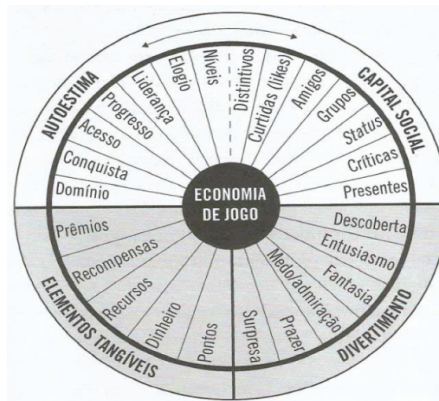 AUTOESTIMA
Domínio
Conquista
Acesso
Progresso
Liderança
Elogio
Níveis
CAPITAL SOCIAL
Distintivos
Curtidas (likes)
Amigos
Grupos
Status
Críticas
Presentes
ECONOMIA
DE JOGO
DIVERTIMENTO
Descoberta
Entusiasmo
Fantasia
Medo/admiração
Prazer
Surpresa
ELEMENTOS TANGÍVEIS
Pontos
Dinheiro
Recursos
Recompensas
Prêmios